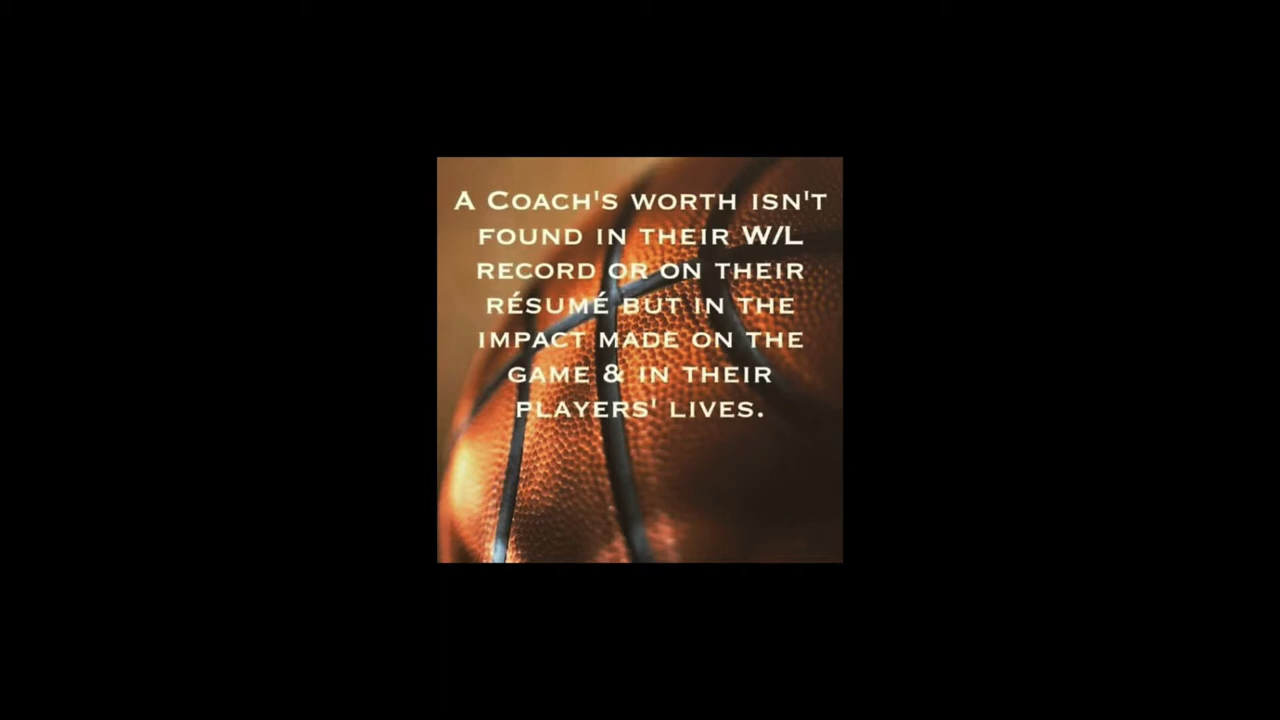 A Coach's worth isn't
found in their W/L
record or on their
résumé but in the
impact made on the
game & in their
players' lives.